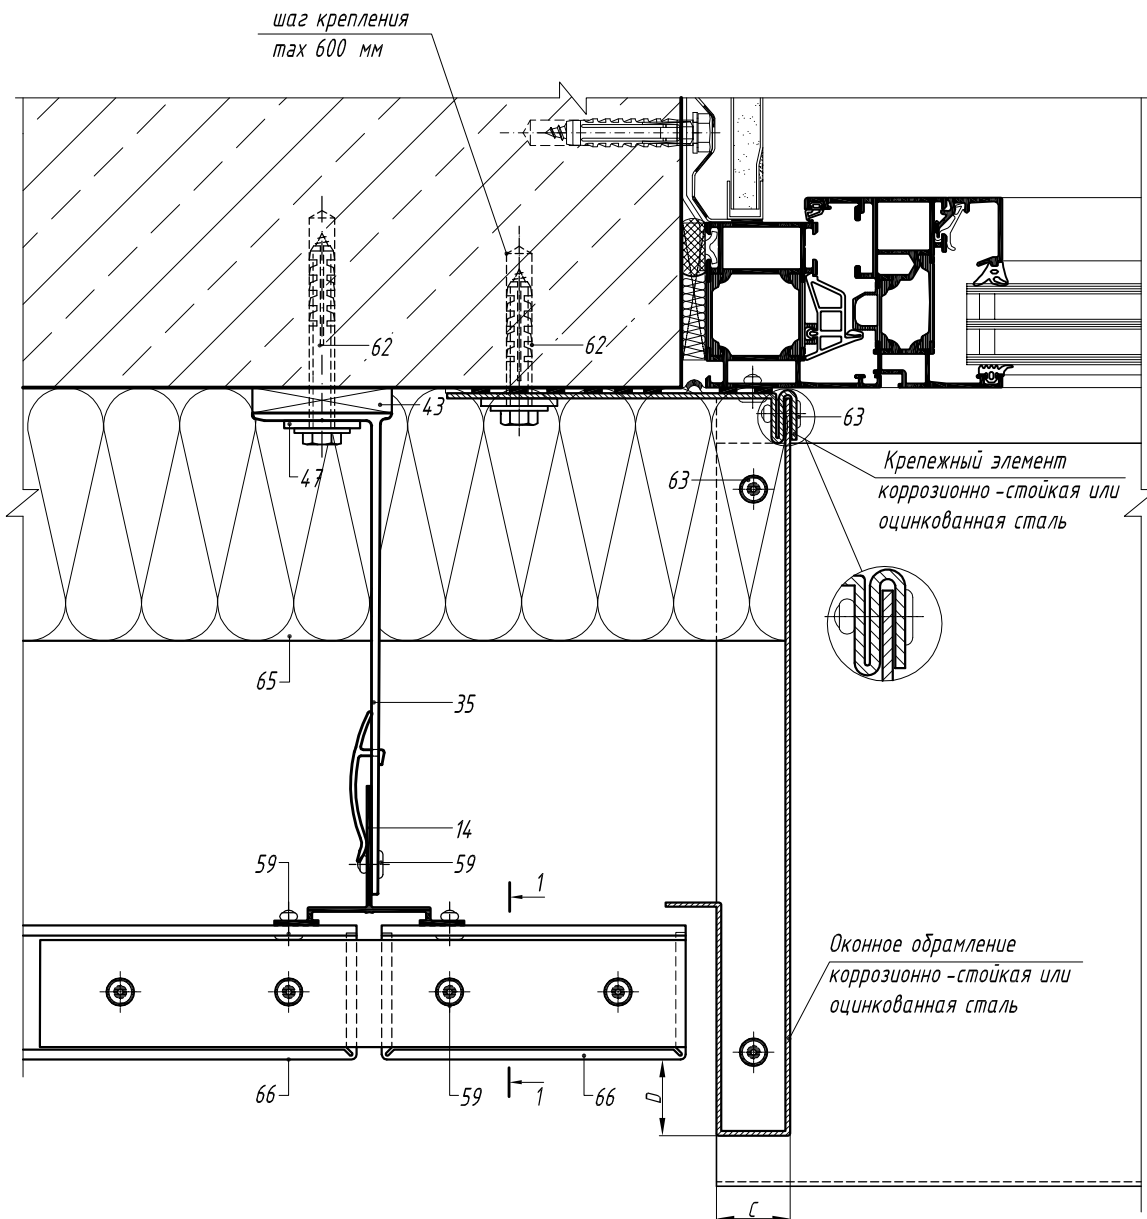 шаг крепления
max 600 мм
62
62
43
63
47
63
Крепежный элемент
коррозионно-стойкая или
оцинкованная сталь
65
35
14
59
59
1
Оконное обрамление
коррозионно-стойкая или
оцинкованная сталь
66
59
1
66
D
C